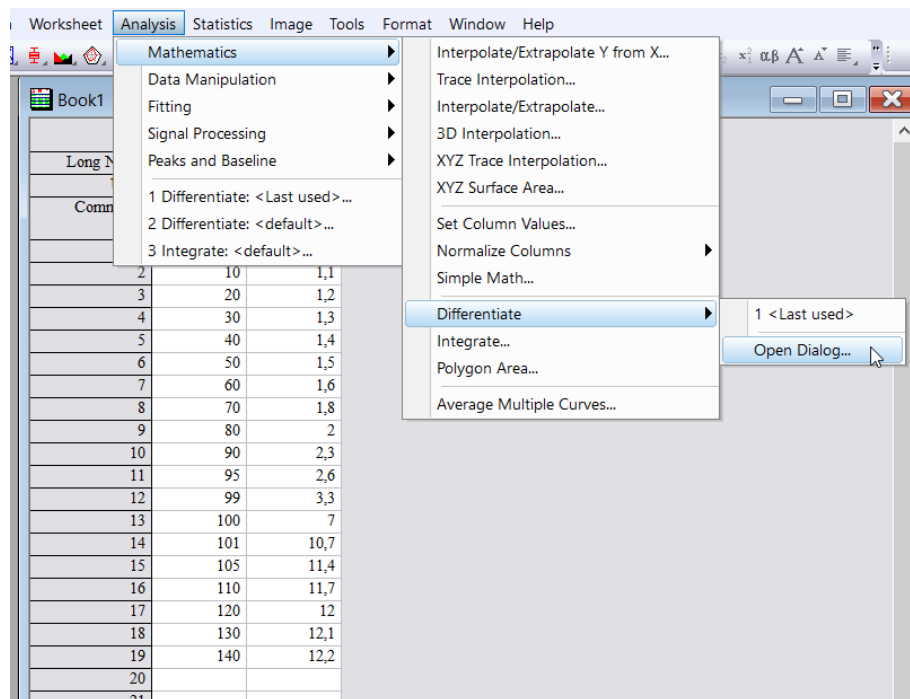 Worksheet Analysis Statistics Image Tools Format Window Help
αβ A A
Book1
Long N
Comm
Mathematics
Data Manipulation
Fitting
Signal Processing
Peaks and Baseline
1 Differentiate: <Last used>...
2 Differentiate: <default>...
3 Integrate: <default>...
Interpolate/Extrapolate Y from X...
Trace Interpolation...
Interpolate/Extrapolate...
3D Interpolation...
XYZ Trace Interpolation...
XYZ Surface Area...
Set Column Values...
Normalize Columns
Simple Math...
Differentiate
Integrate...
Polygon Area...
Average Multiple Curves...
1 <Last used>
Open Dialog...
2 10 1,1
3 20 1,2
4 30 1,3
5 40 1,4
6 50 1,5
7 60 1,6
8 70 1,8
9 80 2
10 90 2,3
11 95 2,6
12 99 3,3
13 100 7
14 101 10,7
15 105 11,4
16 110 11,7
17 120 12
18 130 12,1
19 140 12,2
20